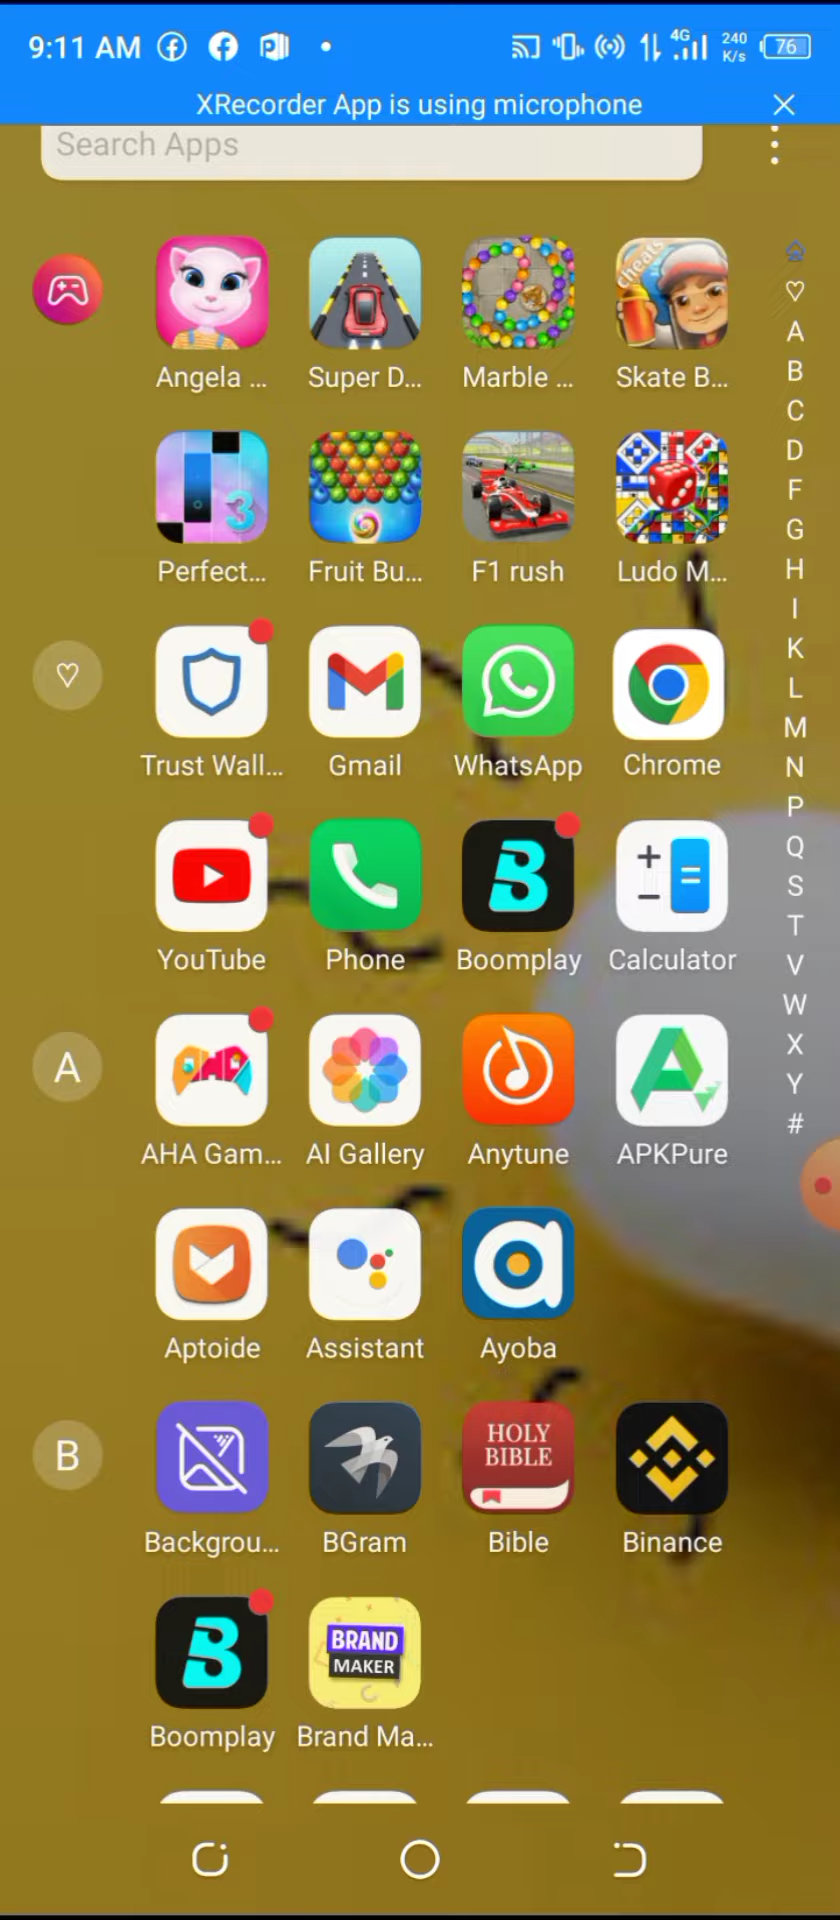 9:11 AM 4G 240 K/s 76
XRecorder App is using microphone
Search Apps
cheats
Angela ... Super D... Marble ... Skate B...
3
Perfect... Fruit Bu... F1 rush Ludo M...
Trust Wall... Gmail WhatsApp Chrome
YouTube Phone Boomplay Calculator
A
AHA Gam... AI Gallery Anytune APKPure
Aptoide Assistant Ayoba
B
HOLY
BIBLE
Backgrou... BGram Bible Binance
BRAND
MAKER
Boomplay Brand Ma...
A
B
C
D
F
G
H
I
K
L
M
N
P
Q
S
T
V
W
X
Y
#